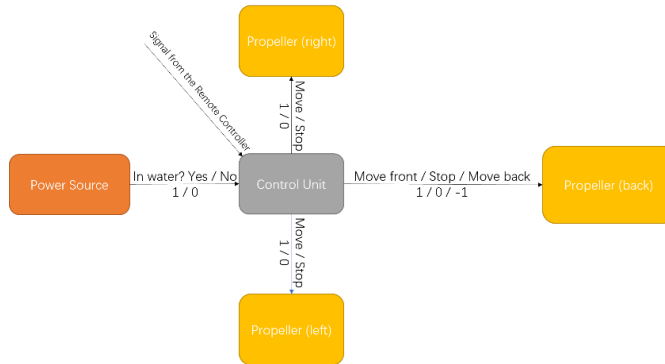 Propeller (right)
Signal from the Remote Controller
Move / Stop
1 / 0
Power Source
In water? Yes / No
1 / 0
Control Unit
Move front / Stop / Move back
1 / 0 / -1
Propeller (back)
Move / Stop
1 / 0
Propeller (left)